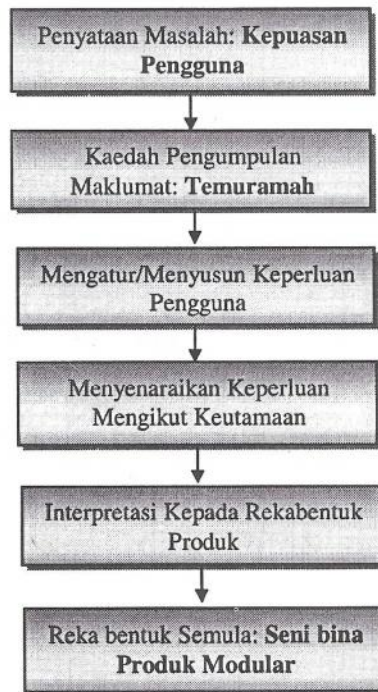 Penyataan Masalah: Kepuasan
Pengguna
Kaedah Pengumpulan
Maklumat: Temuramah
Mengatur/Menyusun Keperluan
Pengguna
Menyenaraikan Keperluan
Mengikut Keutamaan
Interpretasi Kepada Rekabentuk
Produk
Reka bentuk Semula: Seni bina
Produk Modular